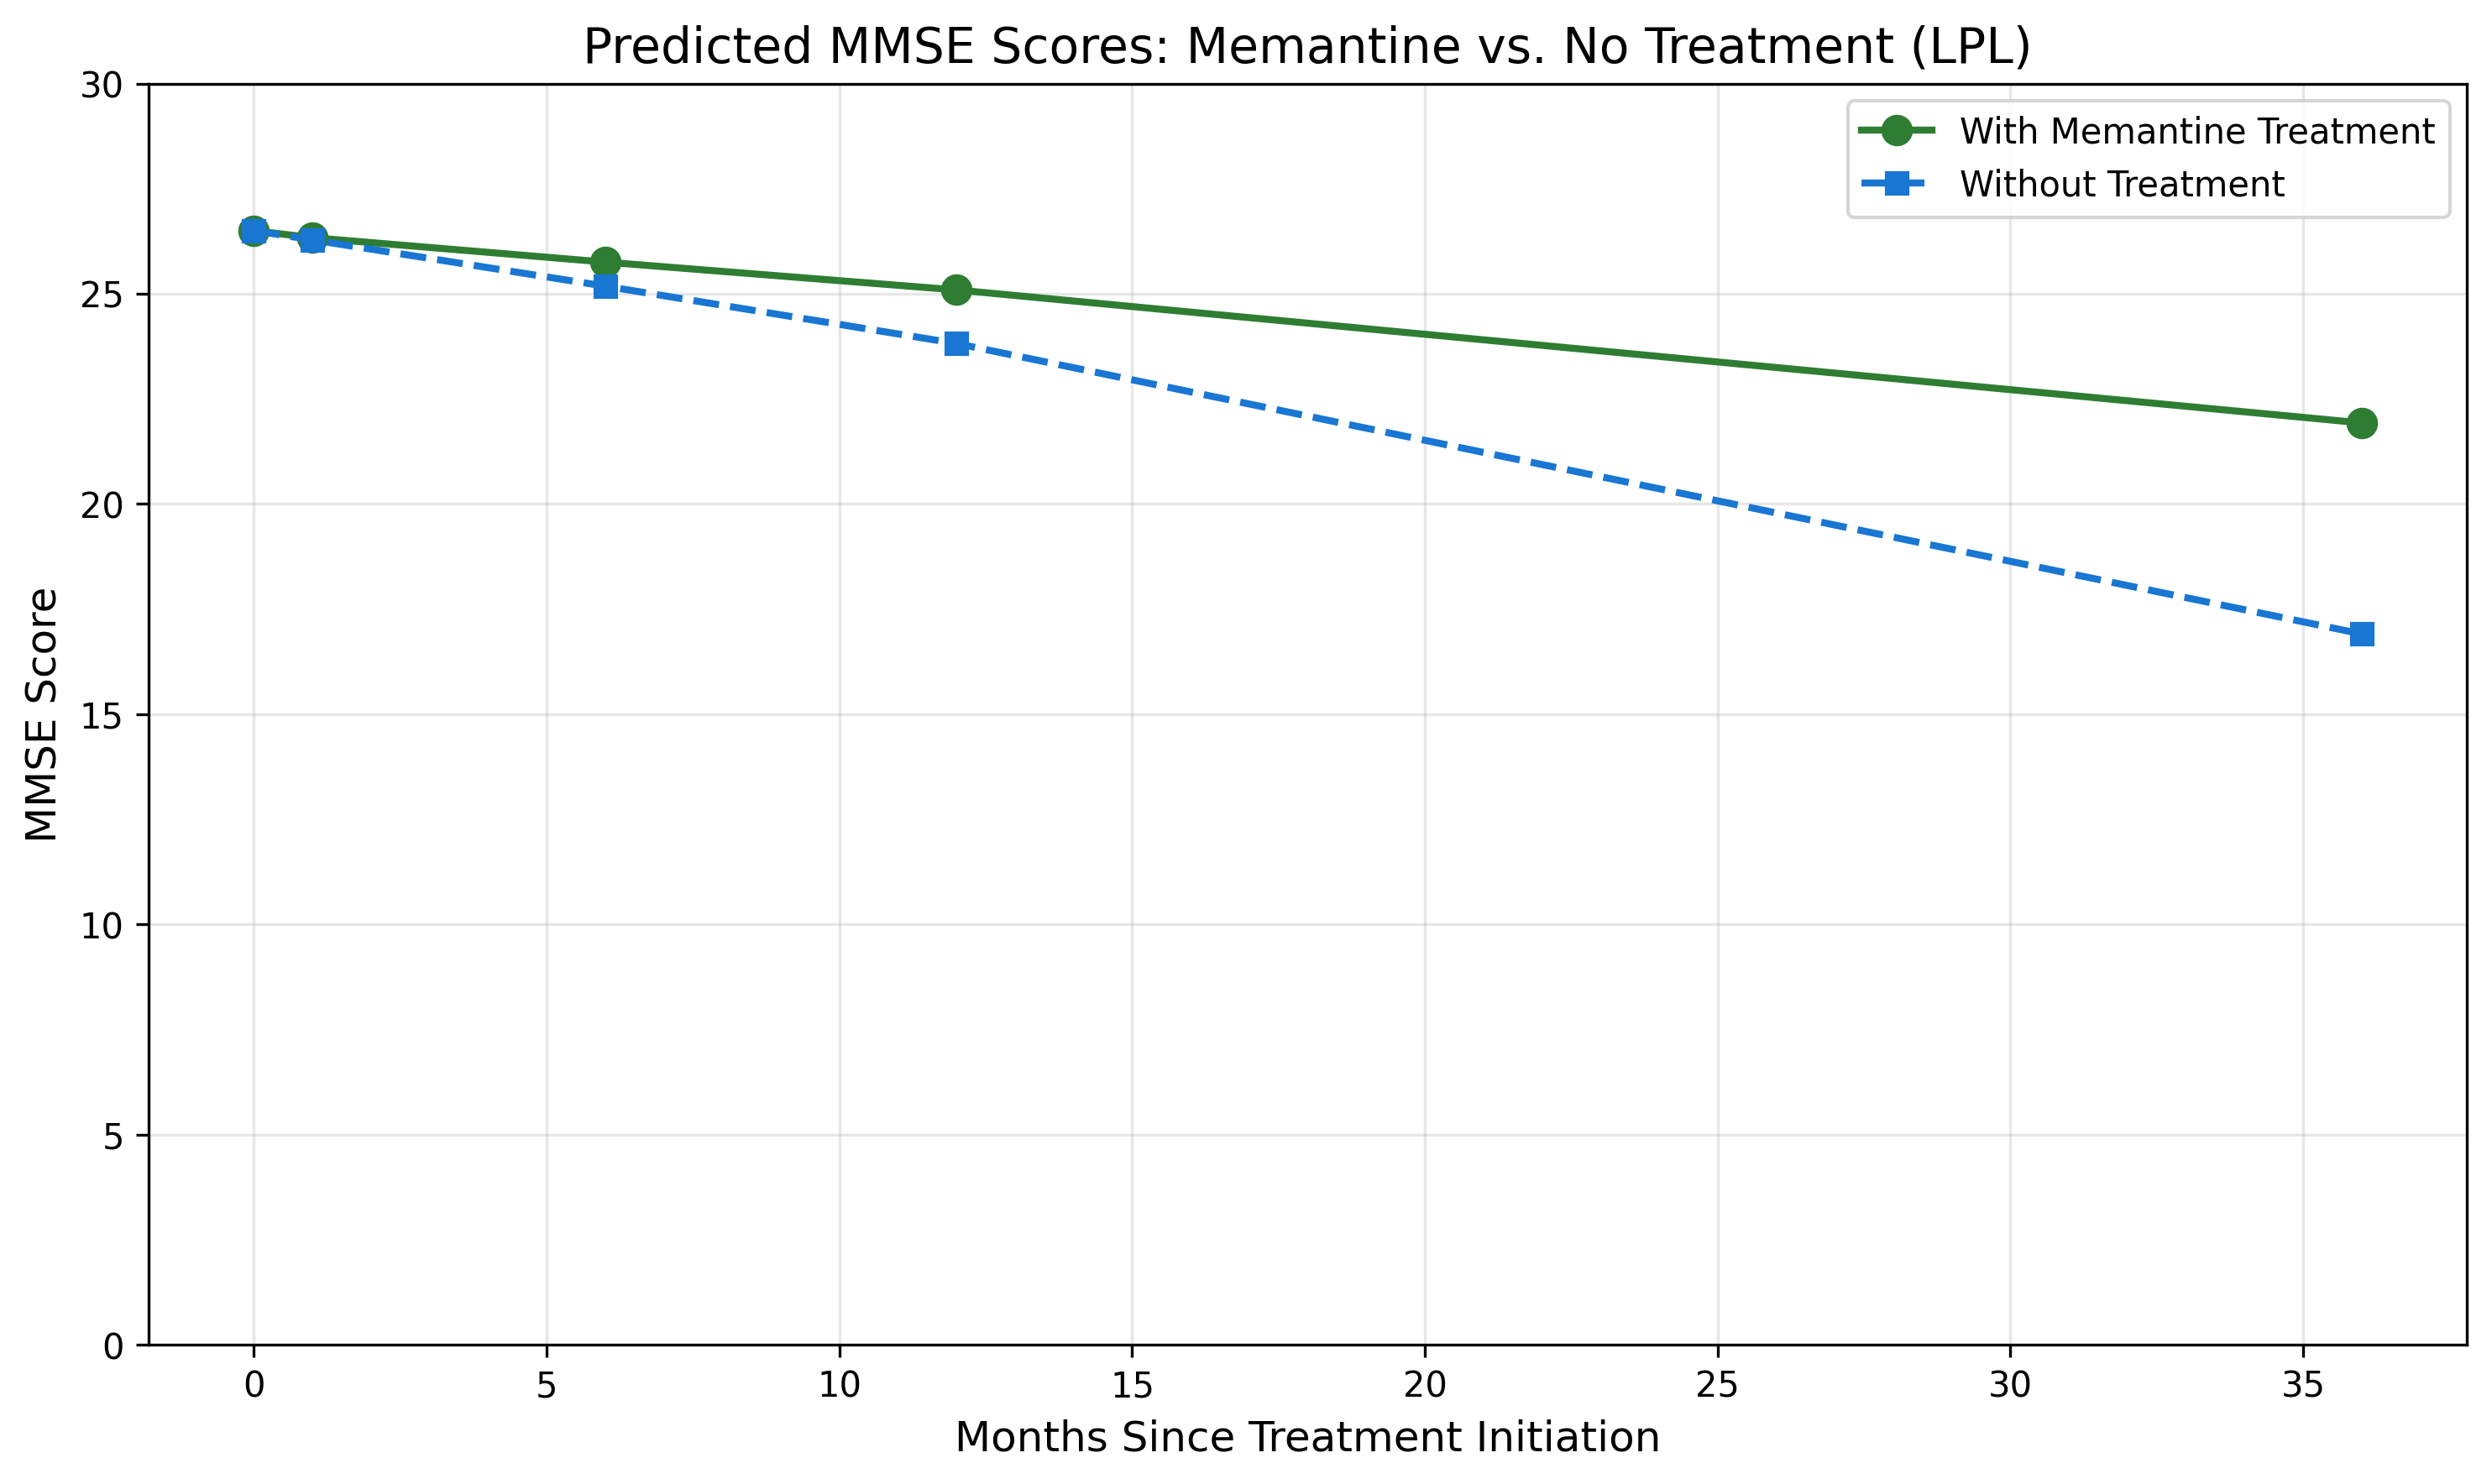 Predicted MMSE Scores: Memantine vs. No Treatment (LPL)
With Memantine Treatment
Without Treatment
MMSE Score
30
25
20
15
10
5
0
0 5 10 15 20 25 30 35
Months Since Treatment Initiation